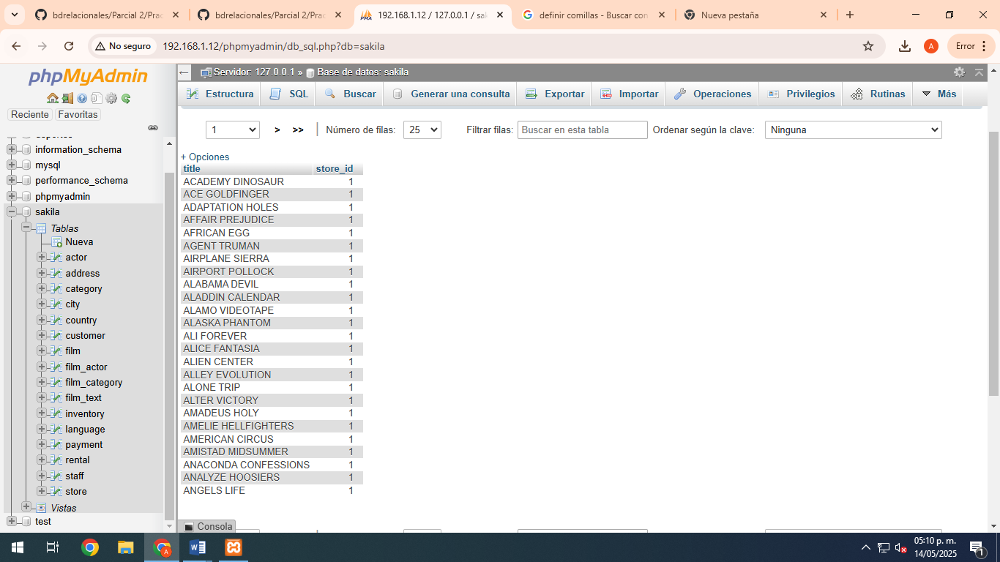 bdrelacionales/Parcial 2/Prac
bdrelacionales/Parcial 2/Prac
192.168.1.12 / 127.0.0.1 / sak
definir comillas - Buscar con
Nueva pestaña
No seguro
192.168.1.12/phpmyadmin/db_sql.php?db=sakila
A
Error
phpMyAdmin
Reciente
Favoritas
deportes
information_schema
mysql
performance_schema
phpmyadmin
sakila
Tablas
Nueva
actor
address
category
city
country
customer
film
film_actor
film_category
film_text
inventory
language
payment
rental
staff
store
Vistas
test
Servidor: 127.0.0.1 » Base de datos: sakila
Estructura
SQL
Buscar
Generar una consulta
Exportar
Importar
Operaciones
Privilegios
Rutinas
Más
1
>
>>
Número de filas:
25
Filtrar filas:
Buscar en esta tabla
Ordenar según la clave:
Ninguna
+ Opciones
title store_id
ACADEMY DINOSAUR 1
ACE GOLDFINGER 1
ADAPTATION HOLES 1
AFFAIR PREJUDICE 1
AFRICAN EGG 1
AGENT TRUMAN 1
AIRPLANE SIERRA 1
AIRPORT POLLOCK 1
ALABAMA DEVIL 1
ALADDIN CALENDAR 1
ALAMO VIDEOTAPE 1
ALASKA PHANTOM 1
ALI FOREVER 1
ALICE FANTASIA 1
ALIEN CENTER 1
ALLEY EVOLUTION 1
ALONE TRIP 1
ALTER VICTORY 1
AMADEUS HOLY 1
AMELIE HELLFIGHTERS 1
AMERICAN CIRCUS 1
AMISTAD MIDSUMMER 1
ANACONDA CONFESSIONS 1
ANALYZE HOOSIERS 1
ANGELS LIFE 1
Consola
05:10 p. m.
14/05/2025
1